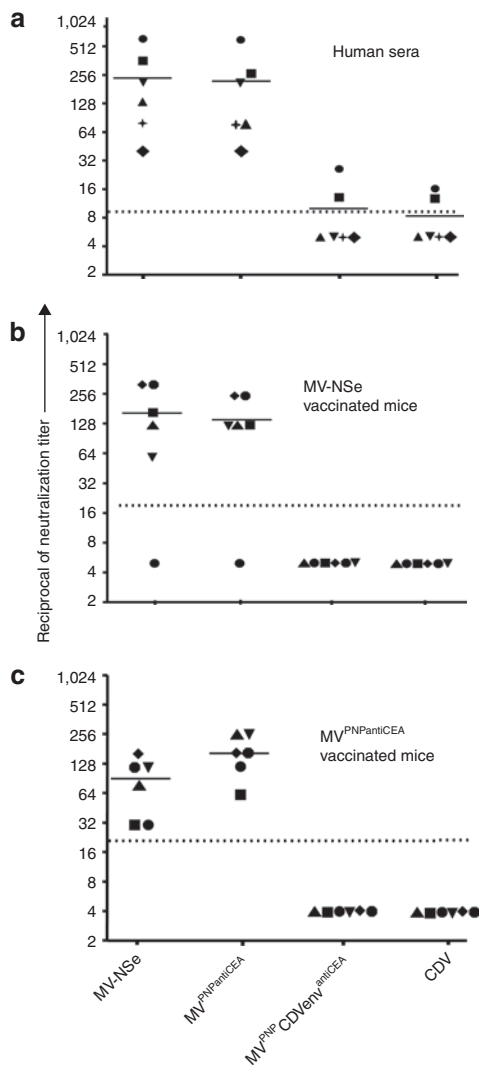 a
1,024
512
256
128
64
32
16
8
4
2
Human sera
b
1,024
512
256
128
64
32
16
8
4
2
MV-NSe
vaccinated mice
Reciprocal of neutralization titer
c
1,024
512
256
128
64
32
16
8
4
2
MV^PNPantiCEA
vaccinated mice
MV-NSe
MV^PNPantiCEA
MV^PNP CDVenv^antiCEA
CDV